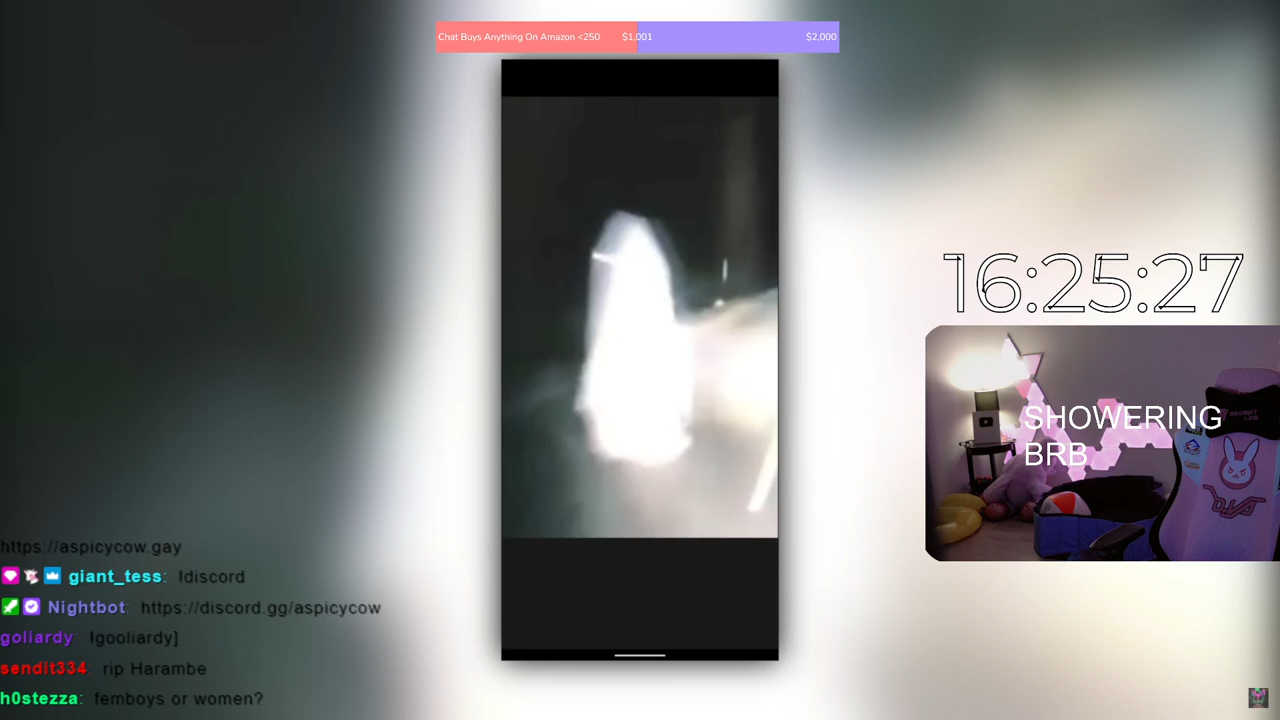 Chat Buys Anything On Amazon <250 $1,001 $2,000
16:25:27
SHOWERING
BRB
https://aspicycow.gay
giant_tess: !discord
Nightbot: https://discord.gg/aspicycow
goliardy: !gooliardy]
sendit334: rip Harambe
h0stezza: femboys or women?